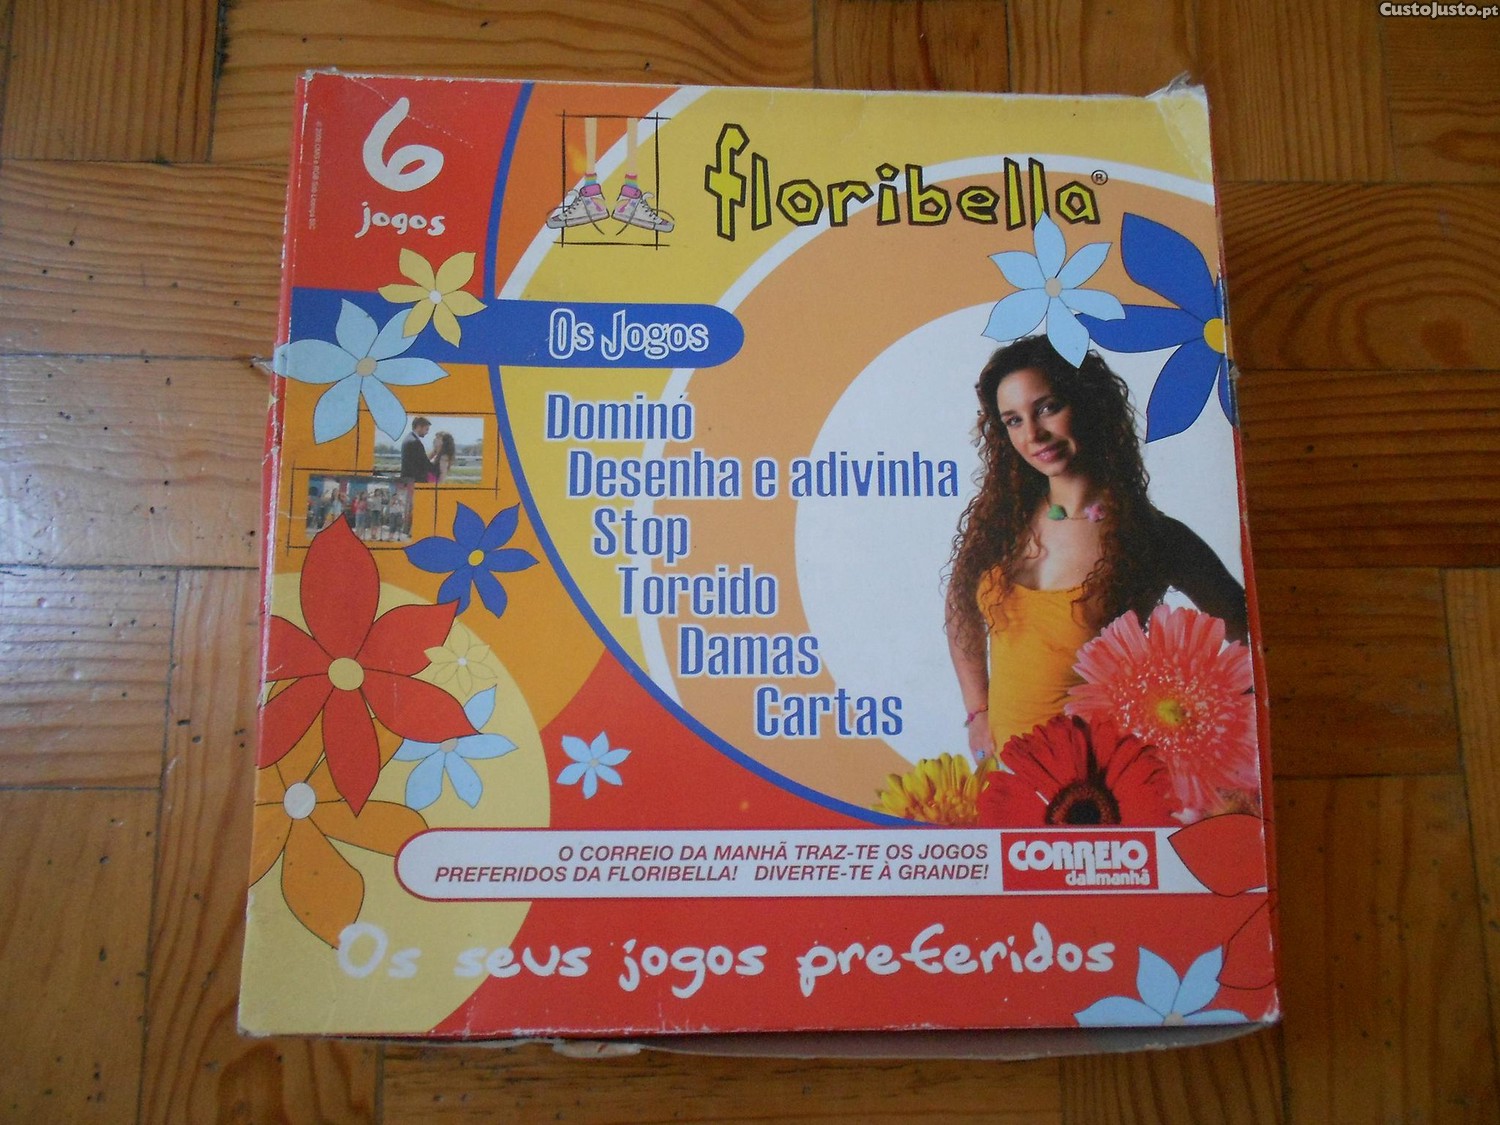 CustoJusto.pt
6
jogos
floribella®
Os Jogos
Dominó
Desenha e adivinha
Stop
Torcido
Damas
Cartas
O CORREIO DA MANHÃ TRAZ-TE OS JOGOS
PREFERIDOS DA FLORIBELLA! DIVERTE-TE À GRANDE!
CORREIO
da manhã
Os seus jogos preferidos